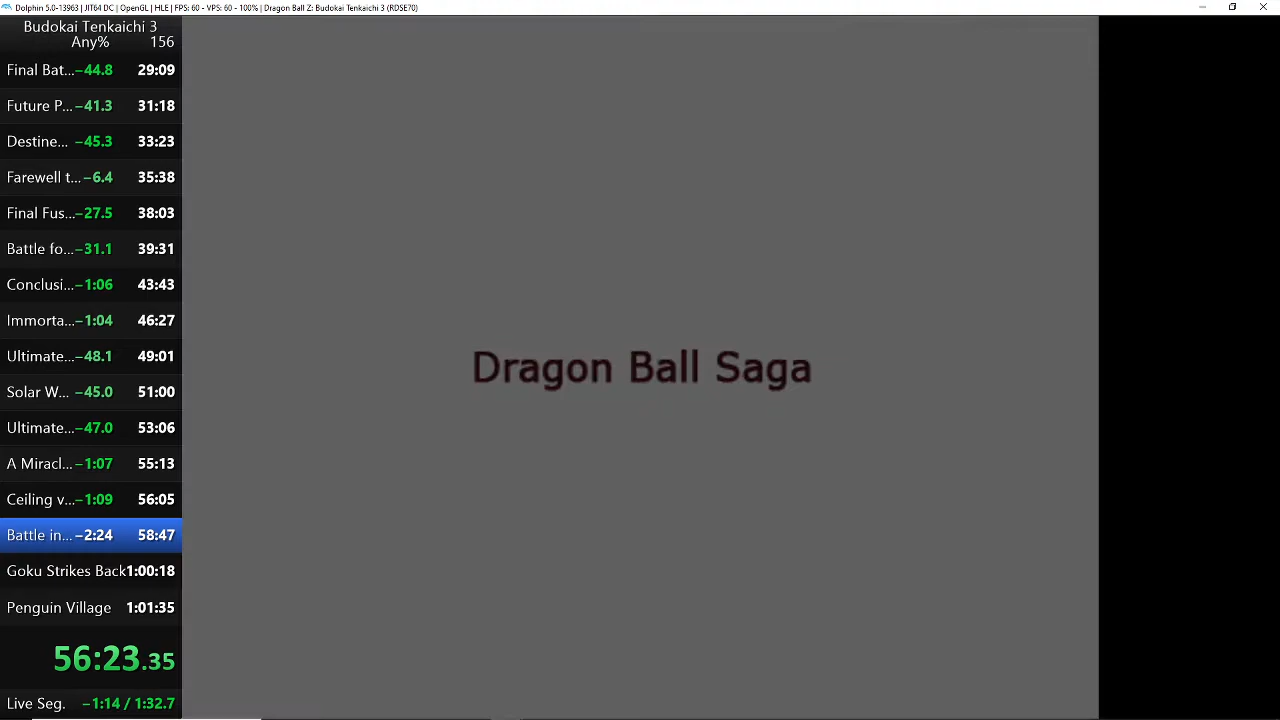 Dolphin 5.0-13963 | JIT64 DC | OpenGL | HLE | FPS: 60 - VPS: 60 - 100% | Dragon Ball Z: Budokai Tenkaichi 3 (RDSE70)
Budokai Tenkaichi 3
Any% 156
Final Bat... −44.8 29:09
Future P... −41.3 31:18
Destine... −45.3 33:23
Farewell t... −6.4 35:38
Final Fus... −27.5 38:03
Battle fo... −31.1 39:31
Conclusi... −1:06 43:43
Immorta... −1:04 46:27
Ultimate... −48.1 49:01
Solar W... −45.0 51:00
Ultimate... −47.0 53:06
A Miracl... −1:07 55:13
Ceiling v... −1:09 56:05
Battle in... −2:24 58:47
Goku Strikes Back 1:00:18
Penguin Village 1:01:35
56:23.35
Live Seg. −1:14 / 1:32.7
Dragon Ball Saga